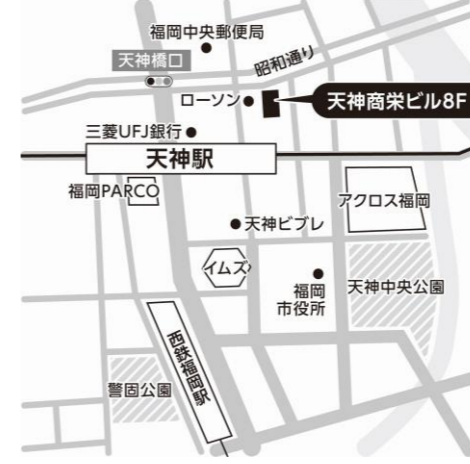 福岡中央郵便局
天神橋口
昭和通り
ローソン
天神商栄ビル8F
三菱UFJ銀行
天神駅
福岡PARCO
アクロス福岡
天神ビブレ
イムズ
福岡
市役所
天神中央公園
西鉄福岡駅
警固公園